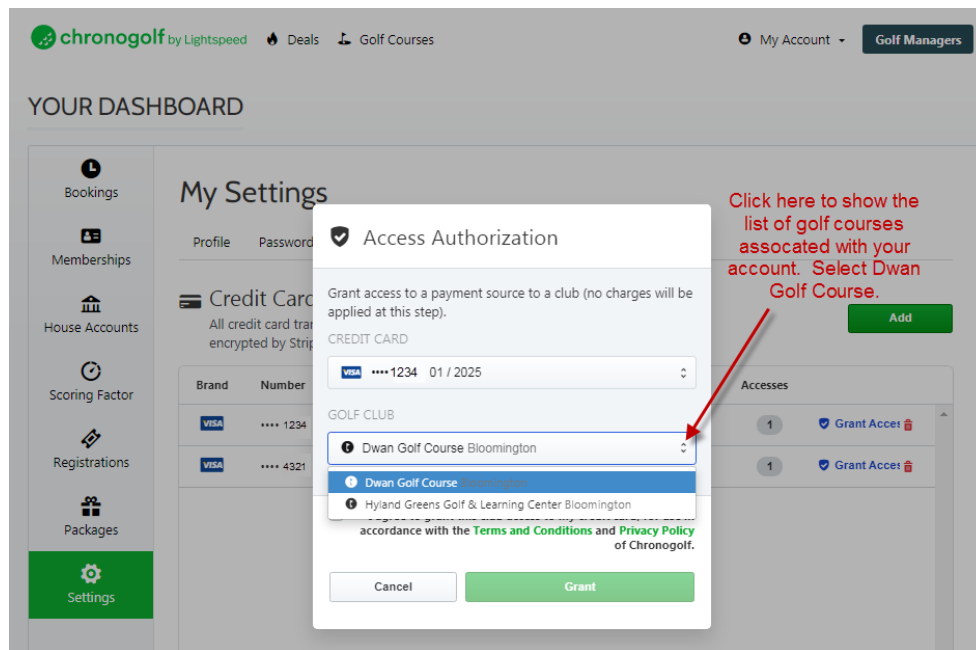 chronogolf by Lightspeed Deals Golf Courses My Account Golf Managers
YOUR DASHBOARD
Bookings
Memberships
House Accounts
Scoring Factor
Registrations
Packages
Settings
My Settings
Profile Password
Credit Card
All credit card tra
encrypted by Strip
Add
Brand Number Accesses
VISA •••• 1234 1 Grant Acces
VISA •••• 4321 1 Grant Acces
Access Authorization
Grant access to a payment source to a club (no charges will be
applied at this step).
CREDIT CARD
VISA •••• 1234 01 / 2025
GOLF CLUB
Dwan Golf Course Bloomington
Dwan Golf Course Bloomington
Hyland Greens Golf & Learning Center Bloomington
I agree to grant this club access to my credit card, for use in
accordance with the Terms and Conditions and Privacy Policy
of Chronogolf.
Cancel Grant
Click here to show the
list of golf courses
assocated with your
account. Select Dwan
Golf Course.